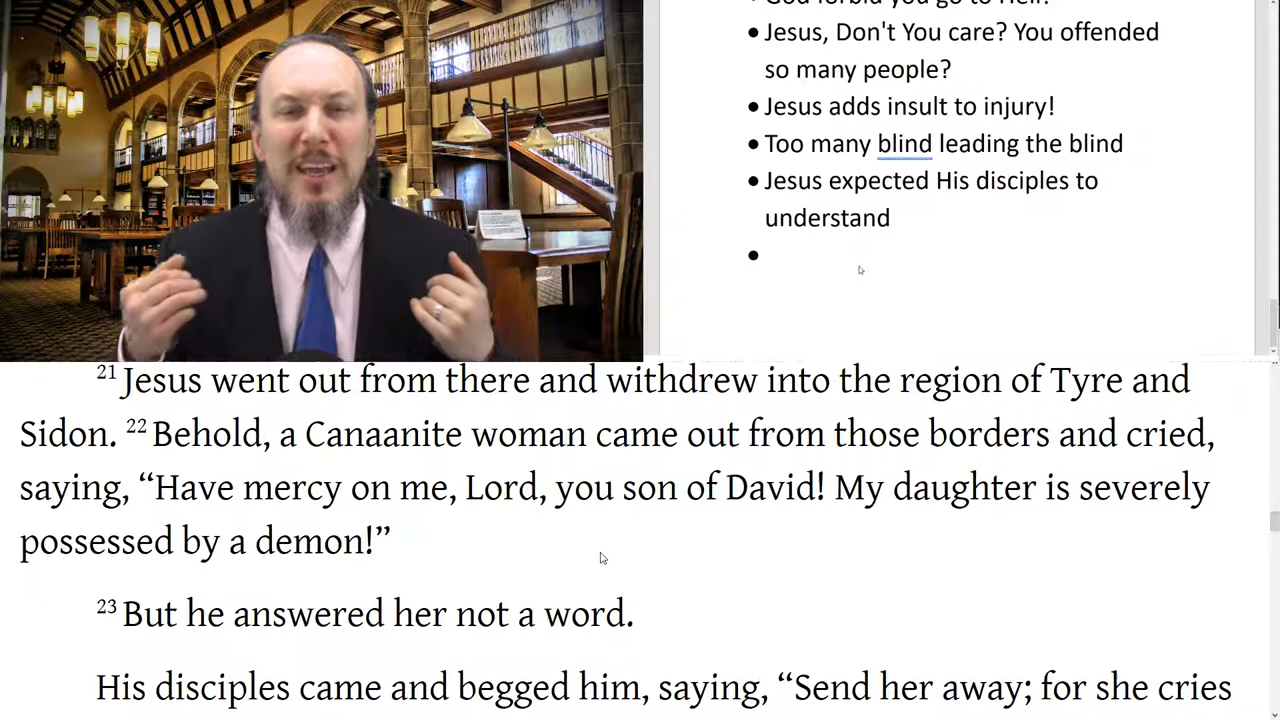 Jesus, Don't You care? You offended
so many people?
• Jesus adds insult to injury!
• Too many blind leading the blind
• Jesus expected His disciples to
understand
•
21 Jesus went out from there and withdrew into the region of Tyre and
Sidon. 22 Behold, a Canaanite woman came out from those borders and cried,
saying, “Have mercy on me, Lord, you son of David! My daughter is severely
possessed by a demon!”
23 But he answered her not a word.
His disciples came and begged him, saying, “Send her away; for she cries